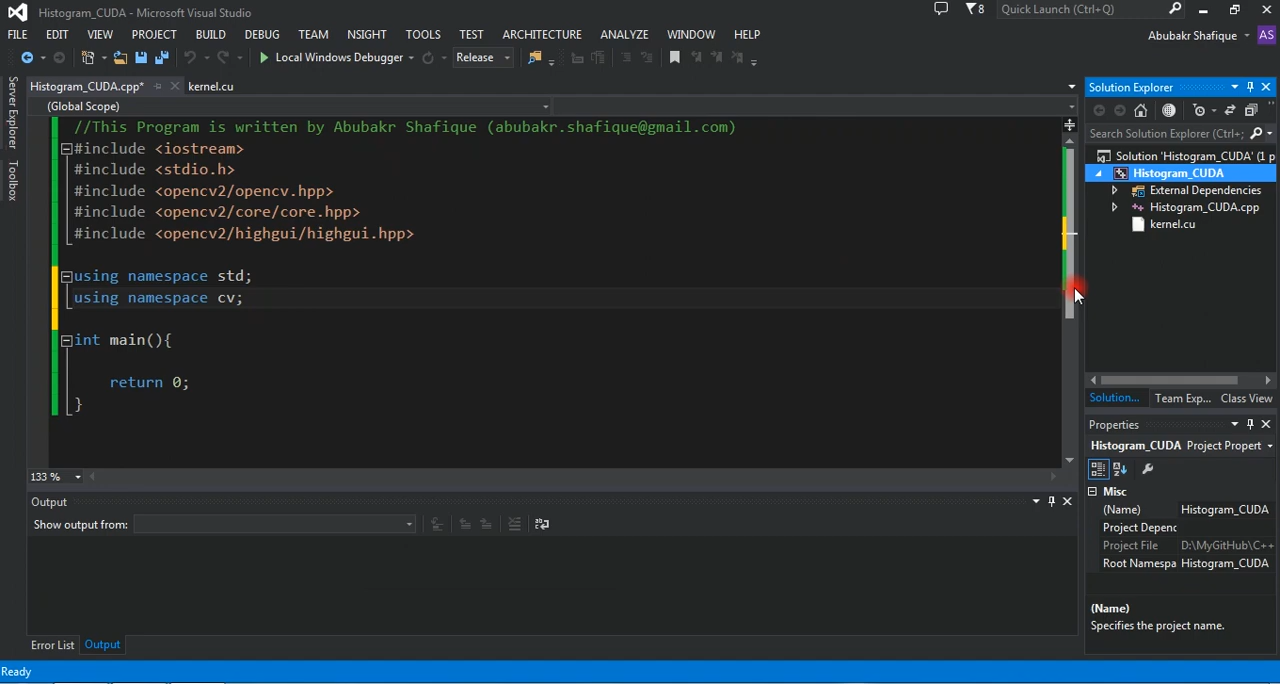 Histogram_CUDA - Microsoft Visual Studio
8
Quick Launch (Ctrl+Q)
FILE EDIT VIEW PROJECT BUILD DEBUG TEAM NSIGHT TOOLS TEST ARCHITECTURE ANALYZE WINDOW HELP
Abubakr Shafique AS
Local Windows Debugger Release
Server Explorer
Toolbox
Histogram_CUDA.cpp* kernel.cu
(Global Scope)
//This Program is written by Abubakr Shafique (abubakr.shafique@gmail.com)
#include <iostream>
#include <stdio.h>
#include <opencv2/opencv.hpp>
#include <opencv2/core/core.hpp>
#include <opencv2/highgui/highgui.hpp>
using namespace std;
using namespace cv;
int main(){
return 0;
}
133 %
Output
Show output from:
Error List Output
Ready
Solution Explorer
Search Solution Explorer (Ctrl+;
Solution 'Histogram_CUDA' (1 p
Histogram_CUDA
External Dependencies
Histogram_CUDA.cpp
kernel.cu
Solution... Team Exp... Class View
Properties
Histogram_CUDA Project Propert
Misc
(Name) Histogram_CUDA
Project Depenc
Project File D:\MyGitHub\C++
Root Namespa Histogram_CUDA
(Name)
Specifies the project name.